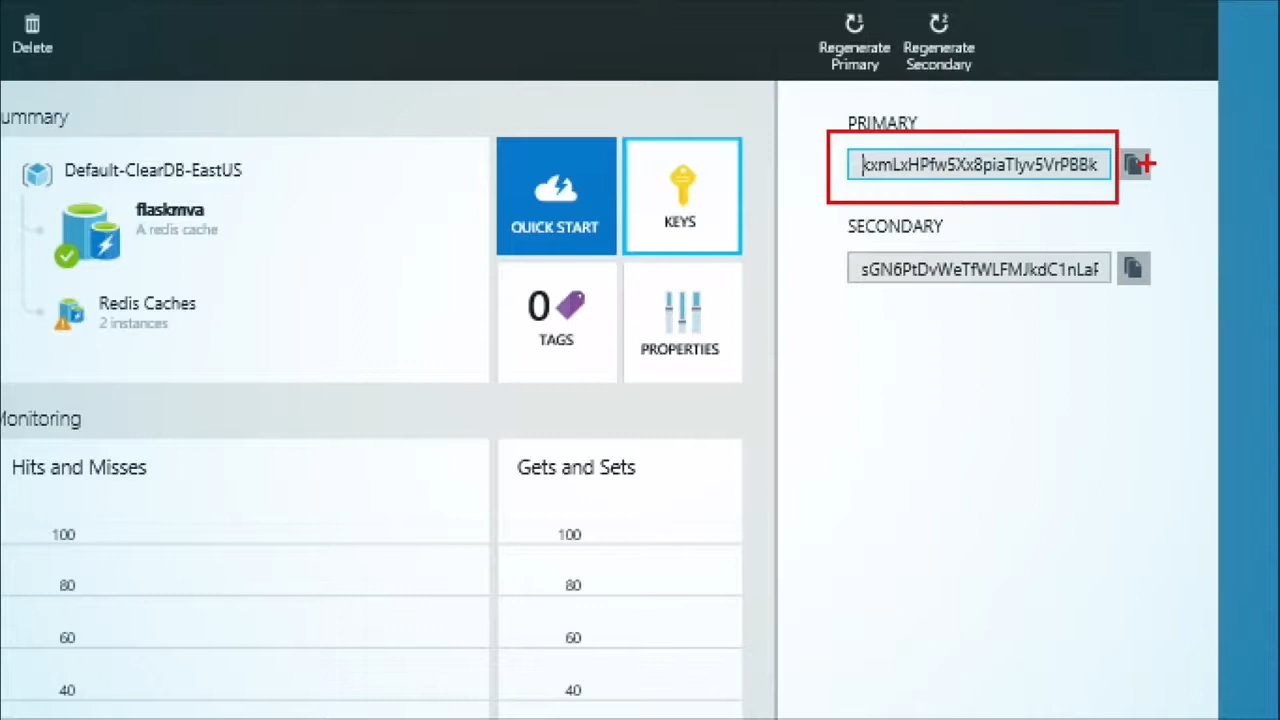 Delete
Regenerate
Primary
Regenerate
Secondary
ummary
Default-ClearDB-EastUS
flaskmva
A redis cache
Redis Caches
2 instances
QUICK START
KEYS
0
TAGS
PROPERTIES
PRIMARY
SECONDARY
Monitoring
Hits and Misses
100
80
60
40
Gets and Sets
100
80
60
40